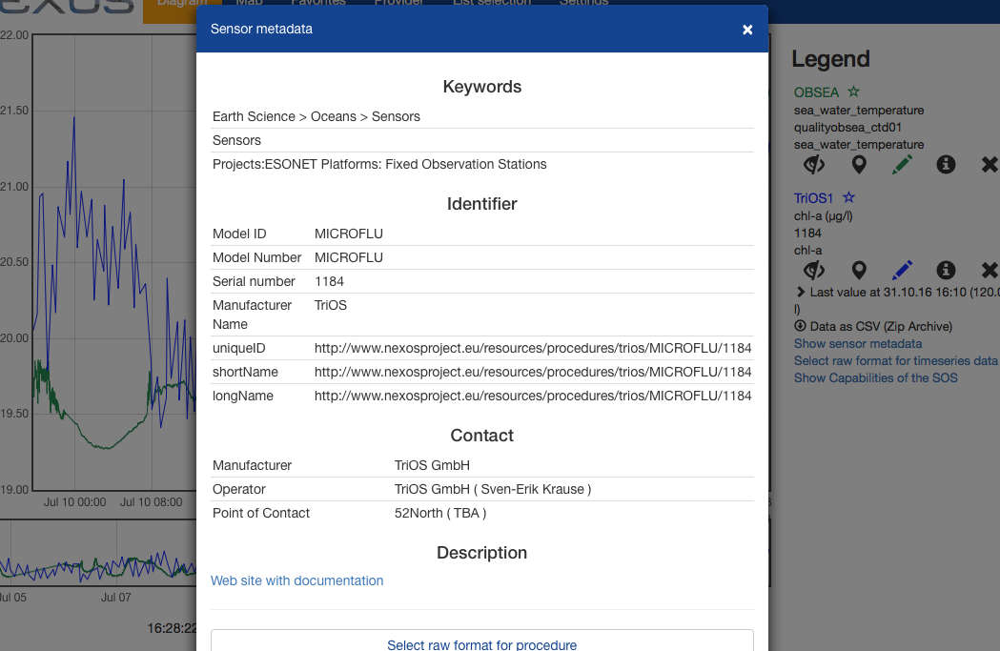 Diagram Map Favorites Provider List selection Settings
Sensor metadata ×
Keywords
Earth Science > Oceans > Sensors
Sensors
Projects:ESONET Platforms: Fixed Observation Stations
Identifier
Model ID MICROFLU
Model Number MICROFLU
Serial number 1184
Manufacturer Name TriOS
uniqueID http://www.nexosproject.eu/resources/procedures/trios/MICROFLU/1184
shortName http://www.nexosproject.eu/resources/procedures/trios/MICROFLU/1184
longName http://www.nexosproject.eu/resources/procedures/trios/MICROFLU/1184
Contact
Manufacturer TriOS GmbH
Operator TriOS GmbH ( Sven-Erik Krause )
Point of Contact 52North ( TBA )
Description
Web site with documentation
Select raw format for procedure
22.00
21.50
21.00
20.50
20.00
19.50
19.00
Jul 10 00:00 Jul 10 08:00
Jul 05 Jul 07
16:28:22
Legend
OBSEA
sea_water_temperature
qualityobsea_ctd01
sea_water_temperature
TriOS1
chl-a (µg/l)
1184
chl-a
Last value at 31.10.16 16:10 (120.0
l)
Data as CSV (Zip Archive)
Show sensor metadata
Select raw format for timeseries data
Show Capabilities of the SOS